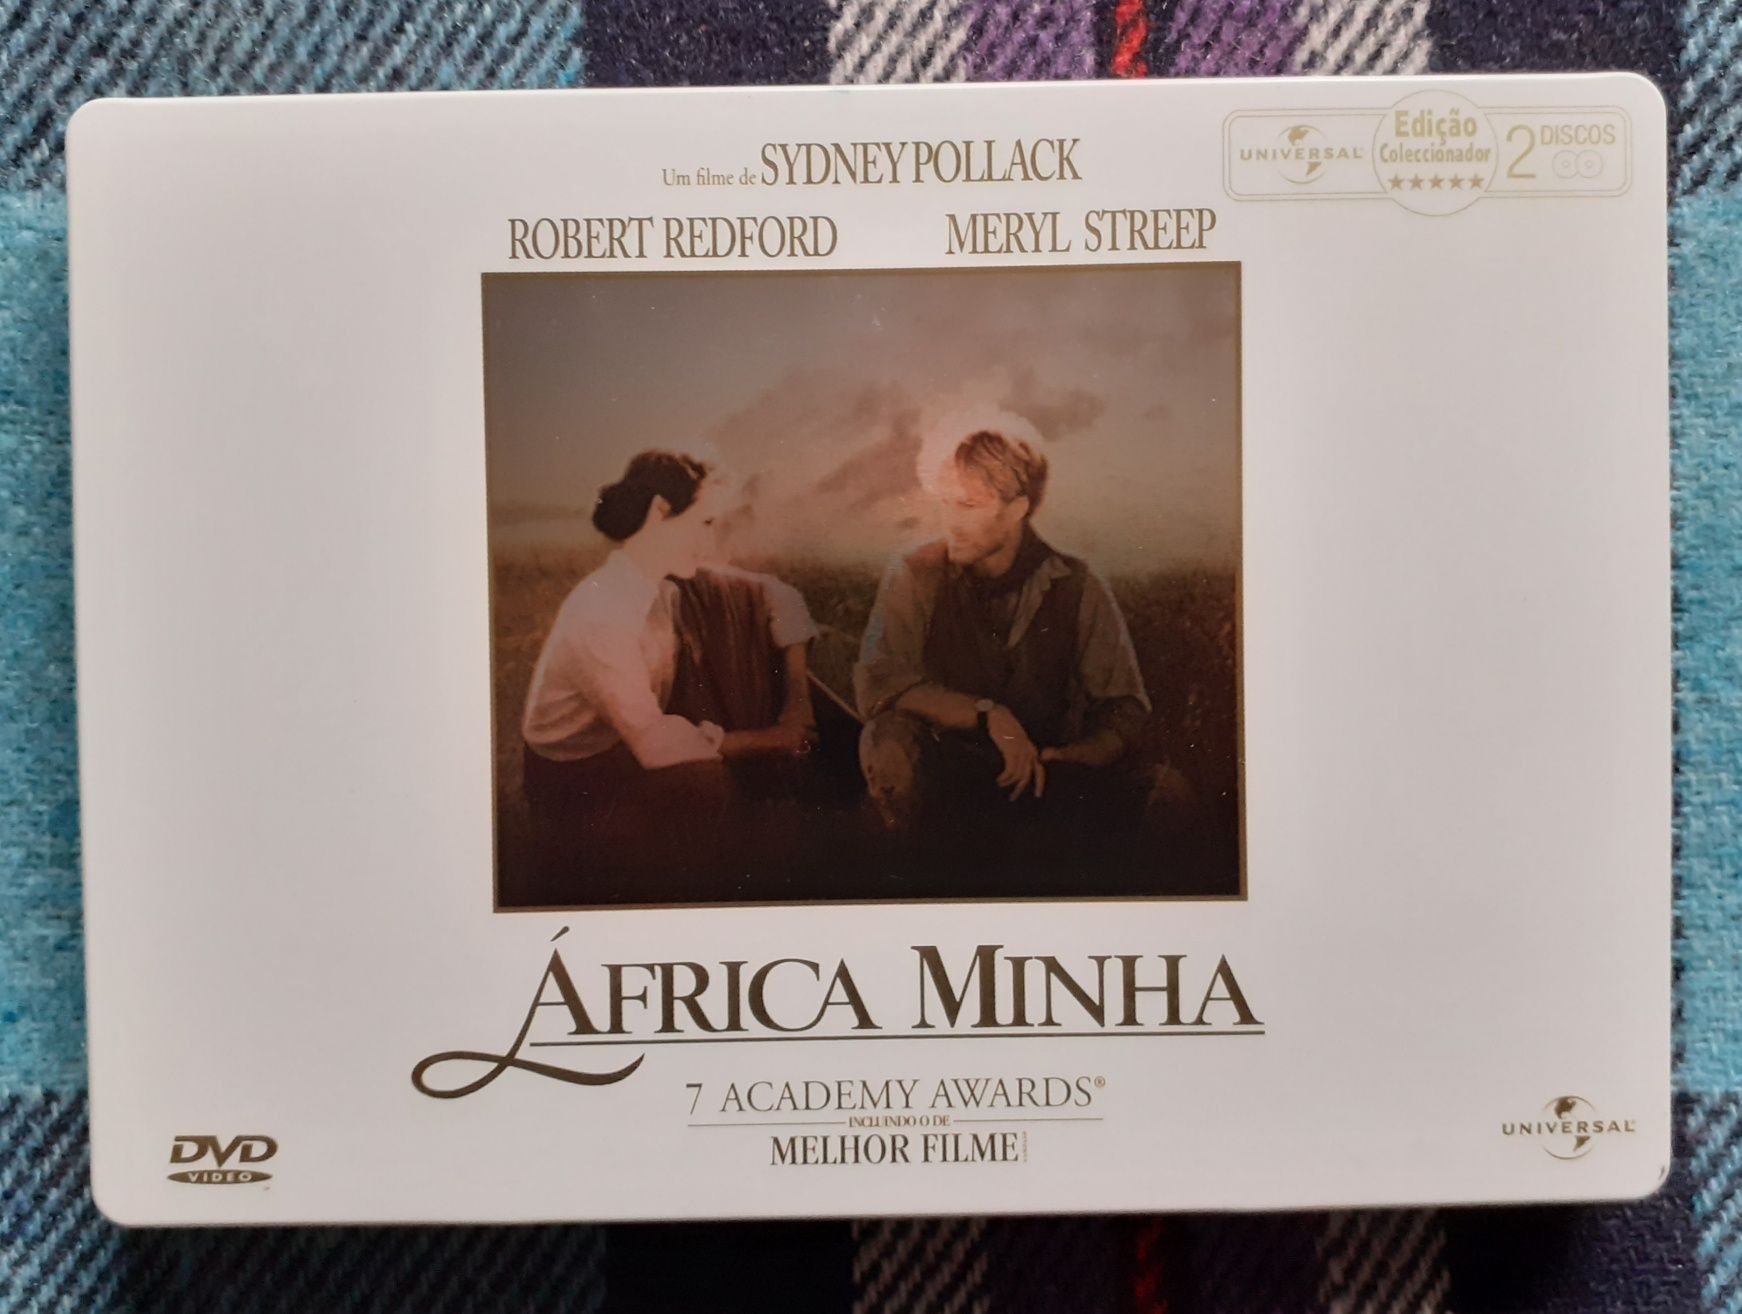 Um filme de SYDNEY POLLACK
UNIVERSAL
Edição
Coleccionador
2 DISCOS
ROBERT REDFORD MERYL STREEP
ÁFRICA MINHA
7 ACADEMY AWARDS®
INCLUINDO O DE
MELHOR FILME
DVD
VIDEO
UNIVERSAL